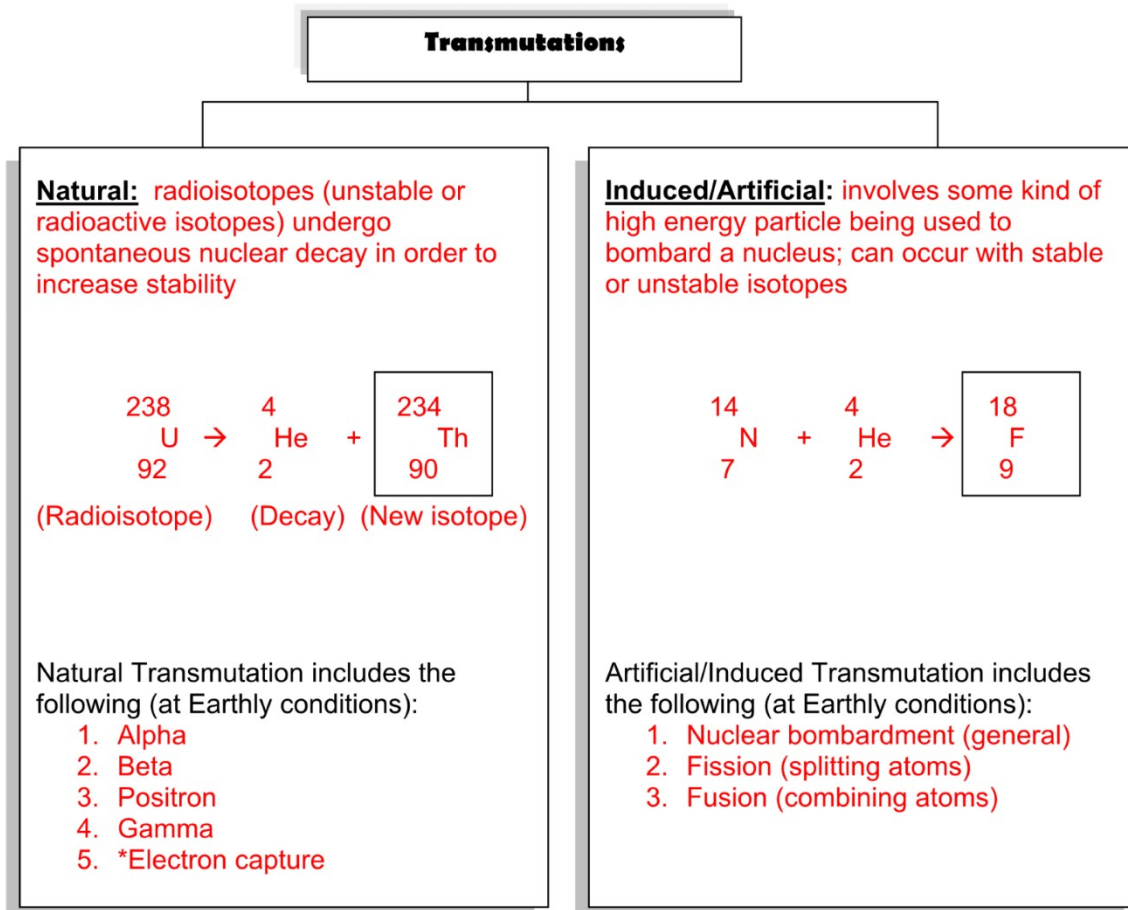 Transmutations
Natural: radioisotopes (unstable or
radioactive isotopes) undergo
spontaneous nuclear decay in order to
increase stability
238 4 234
U → He + Th
92 2 90
(Radioisotope) (Decay) (New isotope)
Natural Transmutation includes the
following (at Earthly conditions):
1. Alpha
2. Beta
3. Positron
4. Gamma
5. *Electron capture
Induced/Artificial: involves some kind of
high energy particle being used to
bombard a nucleus; can occur with stable
or unstable isotopes
14 4 18
N + He → F
7 2 9
Artificial/Induced Transmutation includes
the following (at Earthly conditions):
1. Nuclear bombardment (general)
2. Fission (splitting atoms)
3. Fusion (combining atoms)